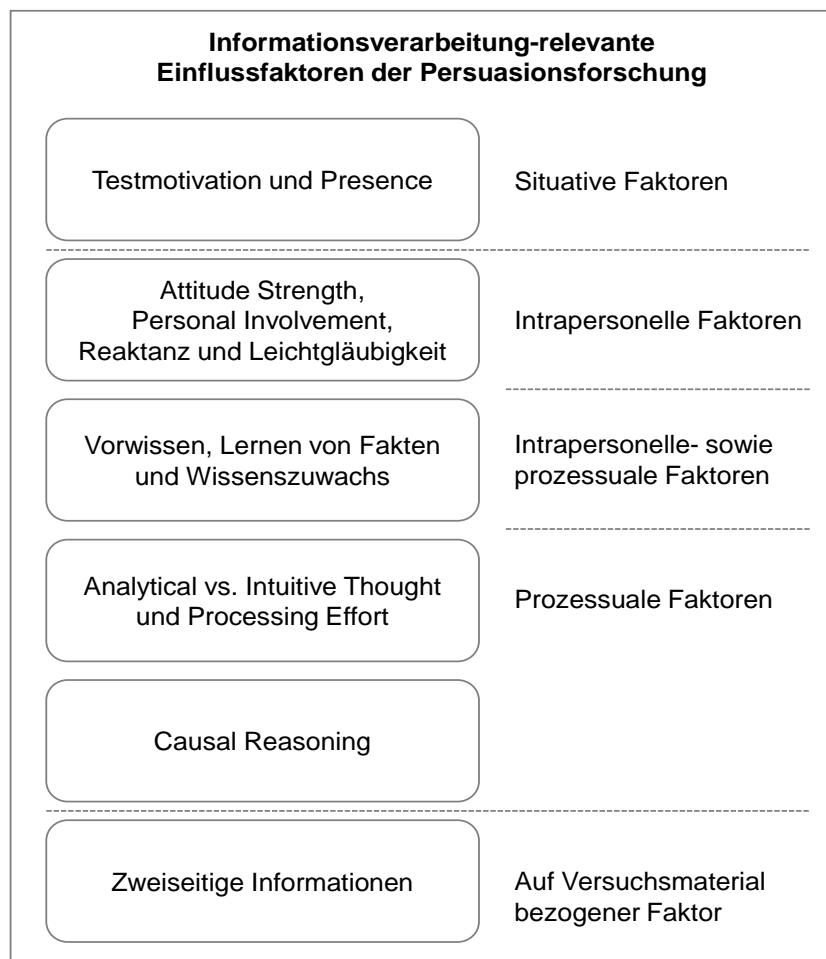 Informationsverarbeitung-relevante
Einflussfaktoren der Persuasionsforschung
Testmotivation und Presence
Situative Faktoren
Attitude Strength,
Personal Involvement,
Reaktanz und Leichtgläubigkeit
Intrapersonelle Faktoren
Vorwissen, Lernen von Fakten
und Wissenszuwachs
Intrapersonelle- sowie
prozessuale Faktoren
Analytical vs. Intuitive Thought
und Processing Effort
Prozessuale Faktoren
Causal Reasoning
Zweiseitige Informationen
Auf Versuchsmaterial
bezogener Faktor